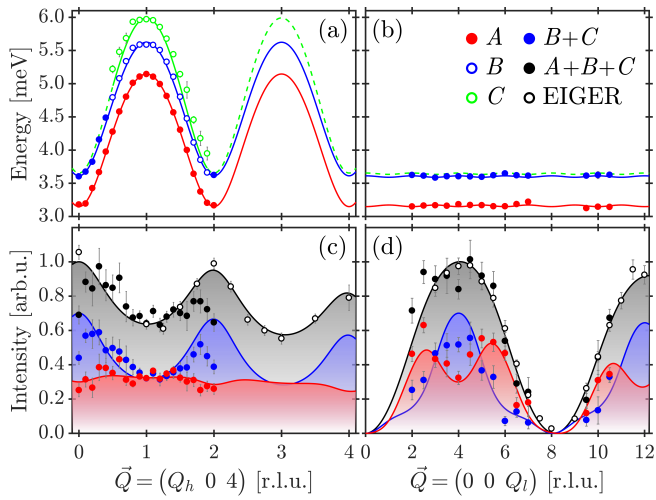 6.0
5.5
5.0
4.5
4.0
3.5
3.0
Energy [meV]
(a)
(b)
A
B
C
B+C
A+B+C
EIGER
1.0
0.8
0.6
0.4
0.2
0.0
Intensity [arb.u.]
(c)
(d)
0 1 2 3 4
0 2 4 6 8 10 12
Q⃗ = (Qₕ 0 4) [r.l.u.]
Q⃗ = (0 0 Qₗ) [r.l.u.]